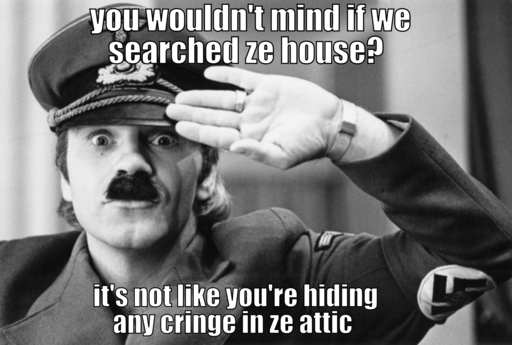 you wouldn't mind if we
searched ze house?
it's not like you're hiding
any cringe in ze attic